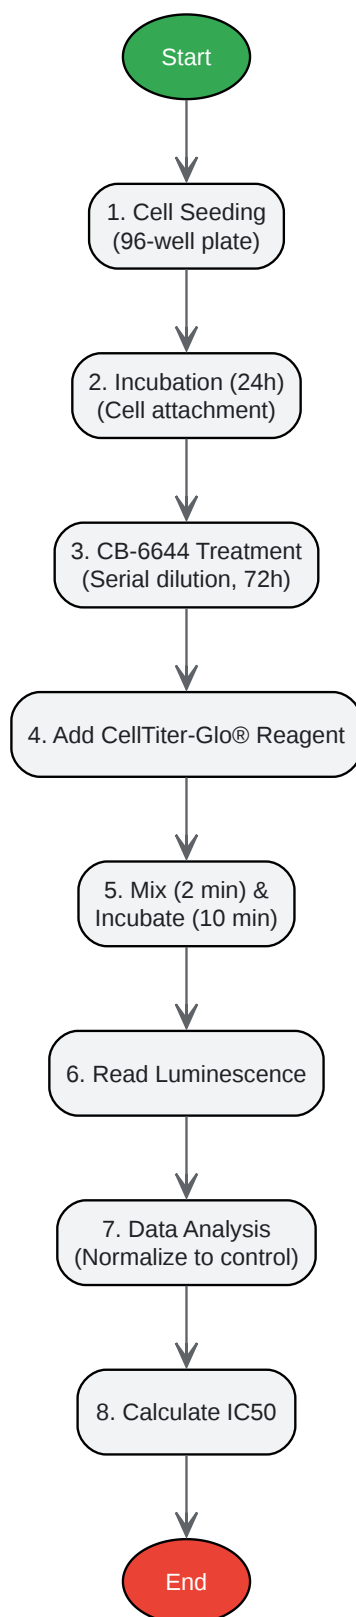 Start
1. Cell Seeding
(96-well plate)
2. Incubation (24h)
(Cell attachment)
3. CB-6644 Treatment
(Serial dilution, 72h)
4. Add CellTiter-Glo® Reagent
5. Mix (2 min) &
Incubate (10 min)
6. Read Luminescence
7. Data Analysis
(Normalize to control)
8. Calculate IC50
End